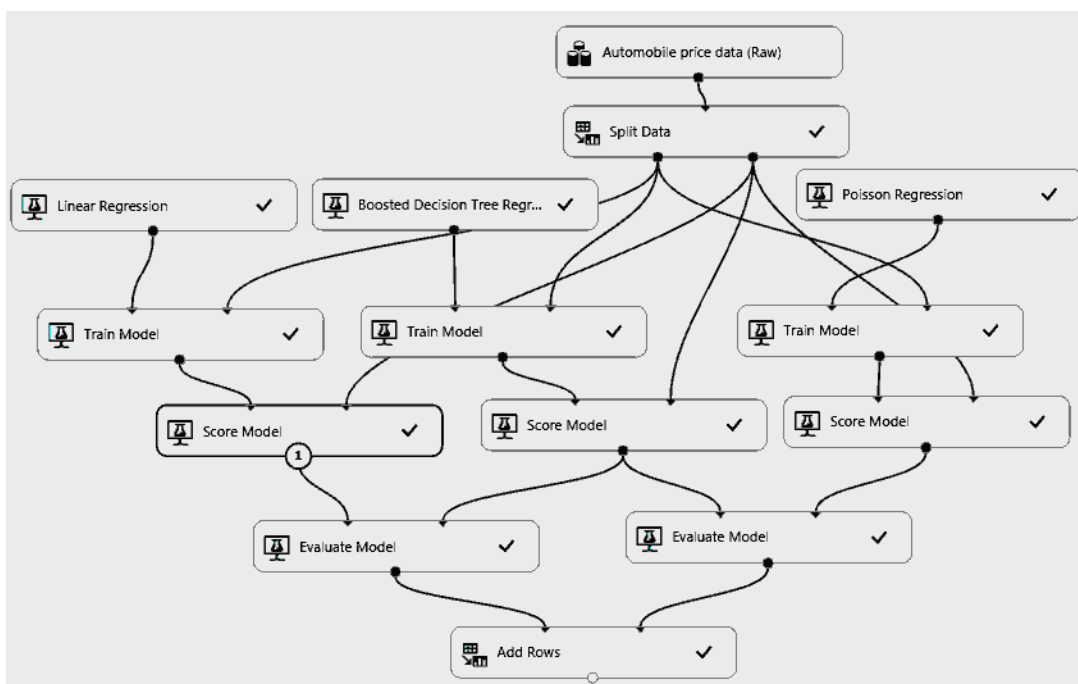 Automobile price data (Raw)
Split Data
Linear Regression
Boosted Decision Tree Regr...
Poisson Regression
Train Model
Train Model
Train Model
Score Model
Score Model
Score Model
1
Evaluate Model
Evaluate Model
Add Rows